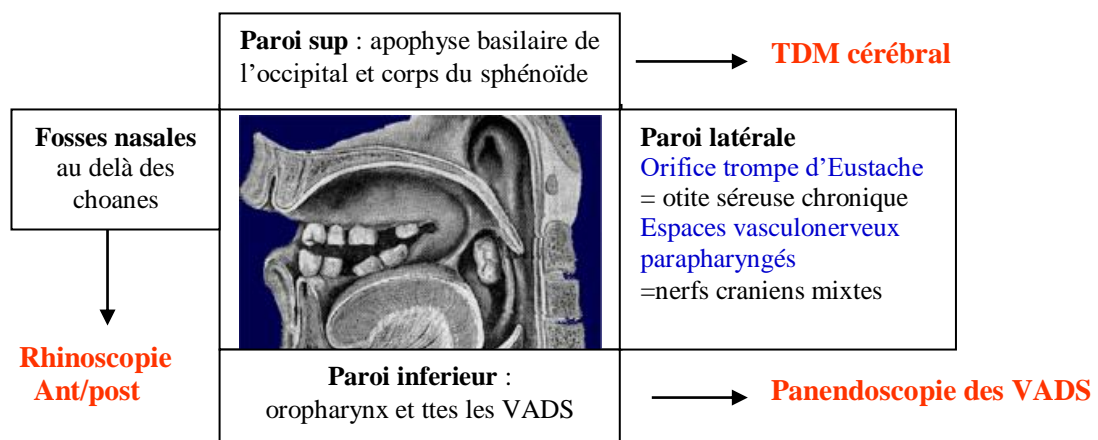 Paroi sup : apophyse basilaire de
l'occipital et corps du sphénoïde
TDM cérébral
Fosses nasales
au delà des
choanes
Paroi latérale
Orifice trompe d'Eustache
= otite séreuse chronique
Espaces vasculonerveux
parapharyngés
=nerfs craniens mixtes
Rhinoscopie
Ant/post
Paroi inferieur :
oropharynx et ttes les VADS
Panendoscopie des VADS